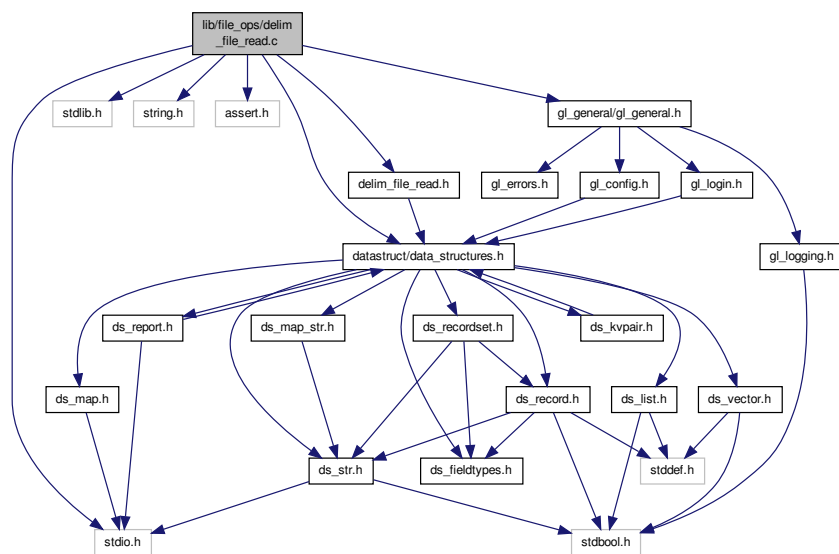 lib/file_ops/delim
_file_read.c
stdlib.h
string.h
assert.h
gl_general/gl_general.h
delim_file_read.h
gl_errors.h
gl_config.h
gl_login.h
datastruct/data_structures.h
gl_logging.h
ds_report.h
ds_map_str.h
ds_recordset.h
ds_kvpair.h
ds_map.h
ds_record.h
ds_list.h
ds_vector.h
ds_str.h
ds_fieldtypes.h
stddef.h
stdio.h
stdbool.h